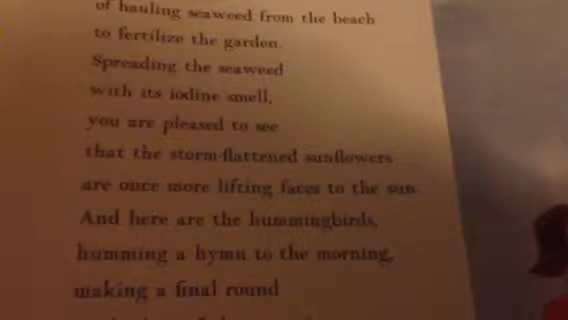 of hauling seaweed from the beach
to fertilize the garden.
Spreading the seaweed
with its iodine smell,
you are pleased to see
that the storm-flattened sunflowers
are once more lifting faces to the sun.
And here are the hummingbirds,
humming a hymn to the morning,
making a final round